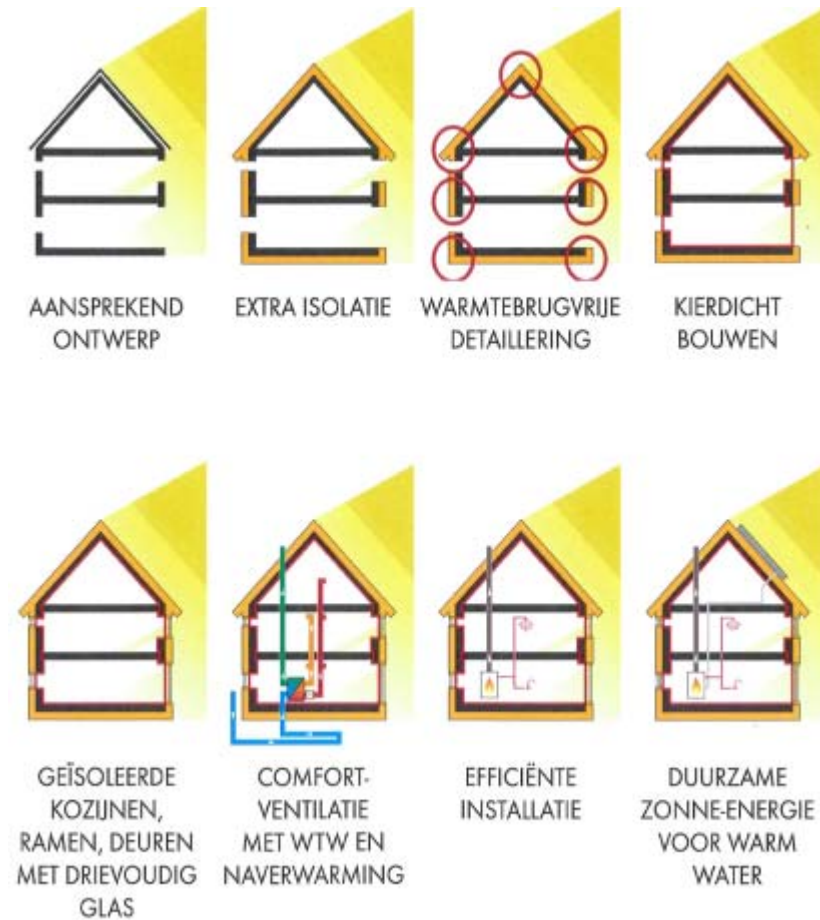 AANSPREKEND
ONTWERP
EXTRA ISOLATIE
WARMTEBRUGVRIJE
DETAILLERING
KIERDICHT
BOUWEN
GEÏSOLEERDE
KOZIJNEN,
RAMEN, DEUREN
MET DRIEVOUDIG
GLAS
COMFORT-
VENTILATIE
MET WTW EN
NAVERWARMING
EFFICIËNTE
INSTALLATIE
DUURZAME
ZONNE-ENERGIE
VOOR WARM
WATER